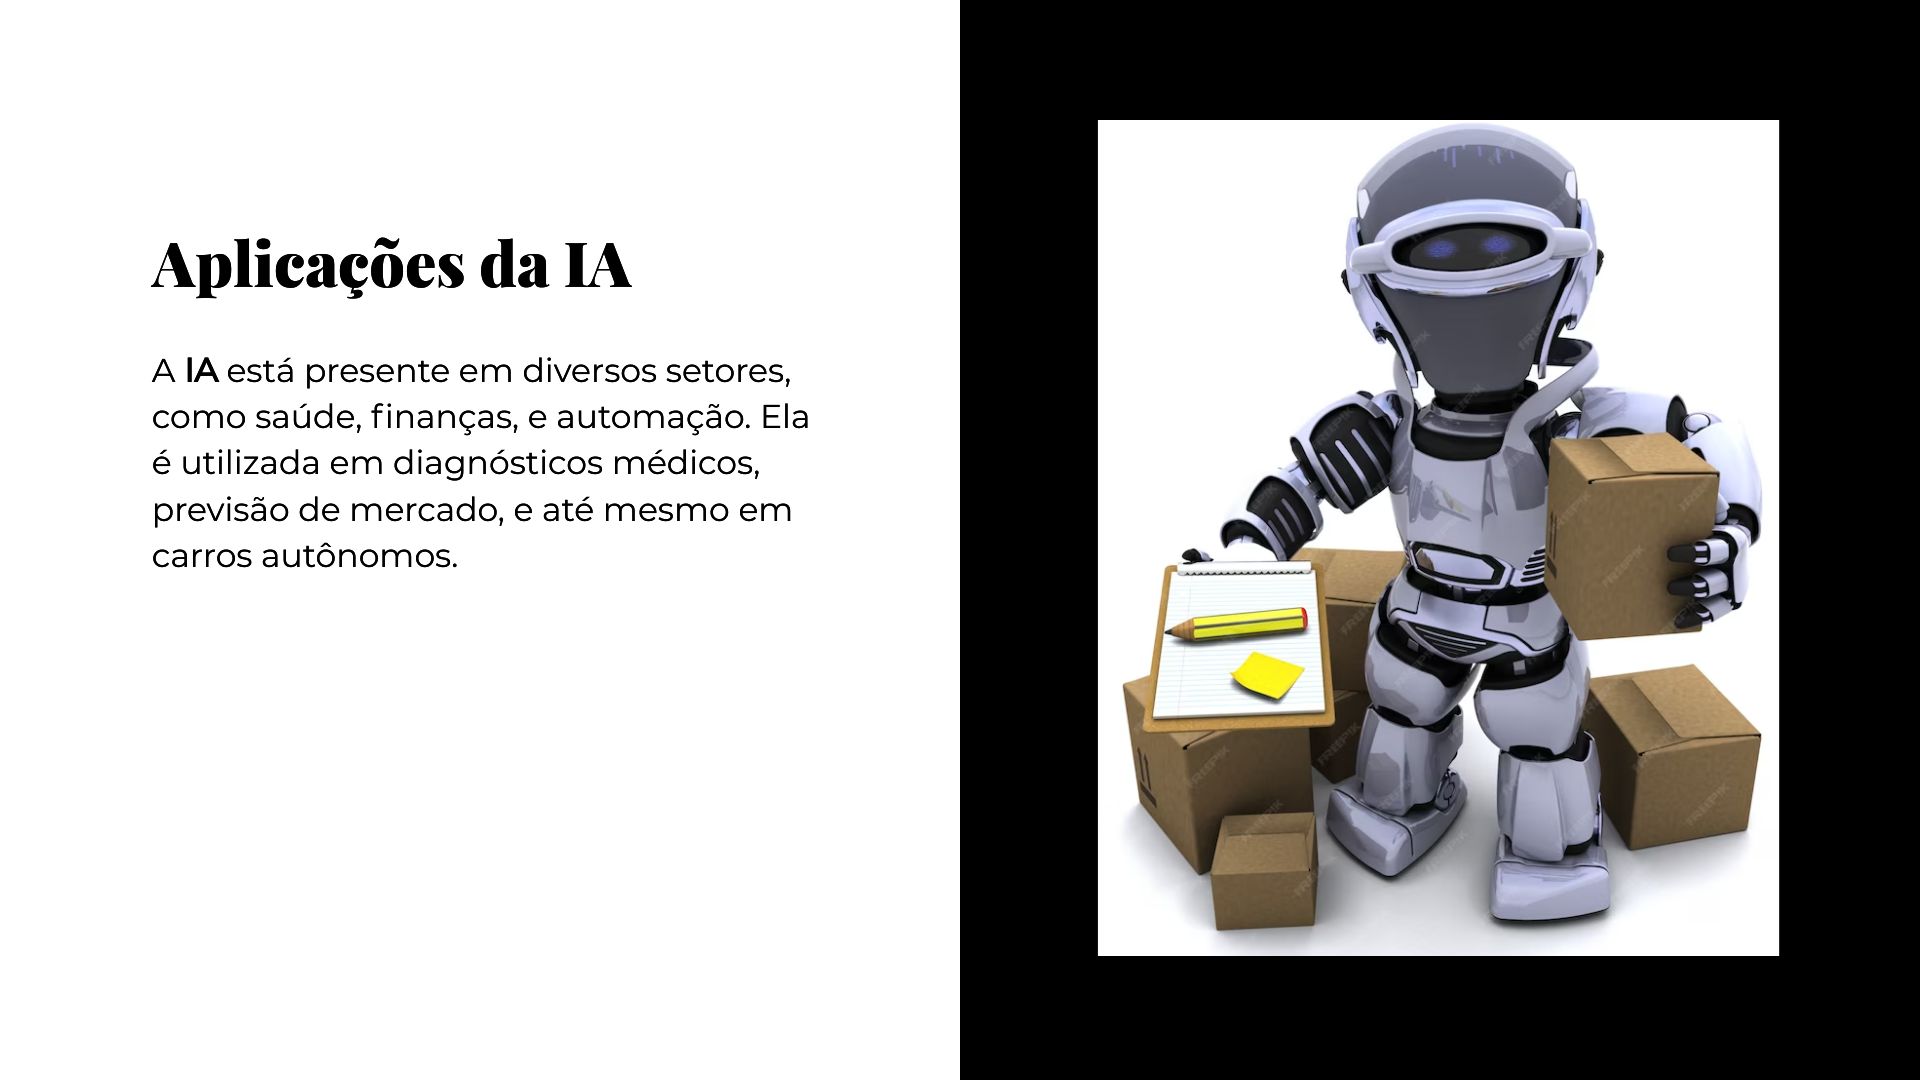 Aplicações da IA
A IA está presente em diversos setores,
como saúde, finanças, e automação. Ela
é utilizada em diagnósticos médicos,
previsão de mercado, e até mesmo em
carros autônomos.